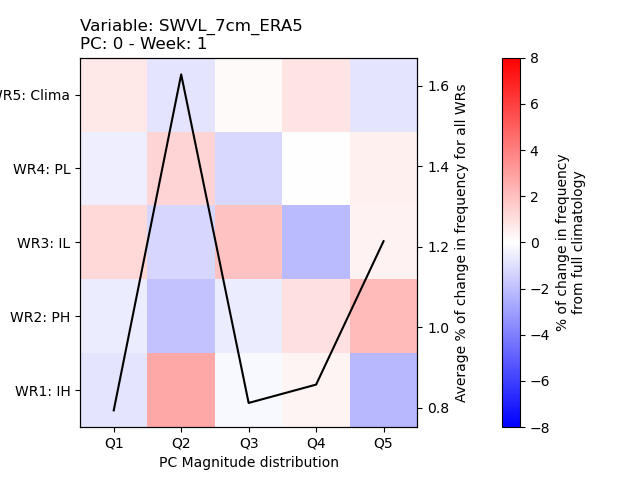 Variable: SWVL_7cm_ERA5
PC: 0 - Week: 1
WR5: Clima
WR4: PL
WR3: IL
WR2: PH
WR1: IH
Q1 Q2 Q3 Q4 Q5
PC Magnitude distribution
1.6
1.4
1.2
1.0
0.8
Average % of change in frequency for all WRs
8
6
4
2
0
−2
−4
−6
−8
% of change in frequency
from full climatology